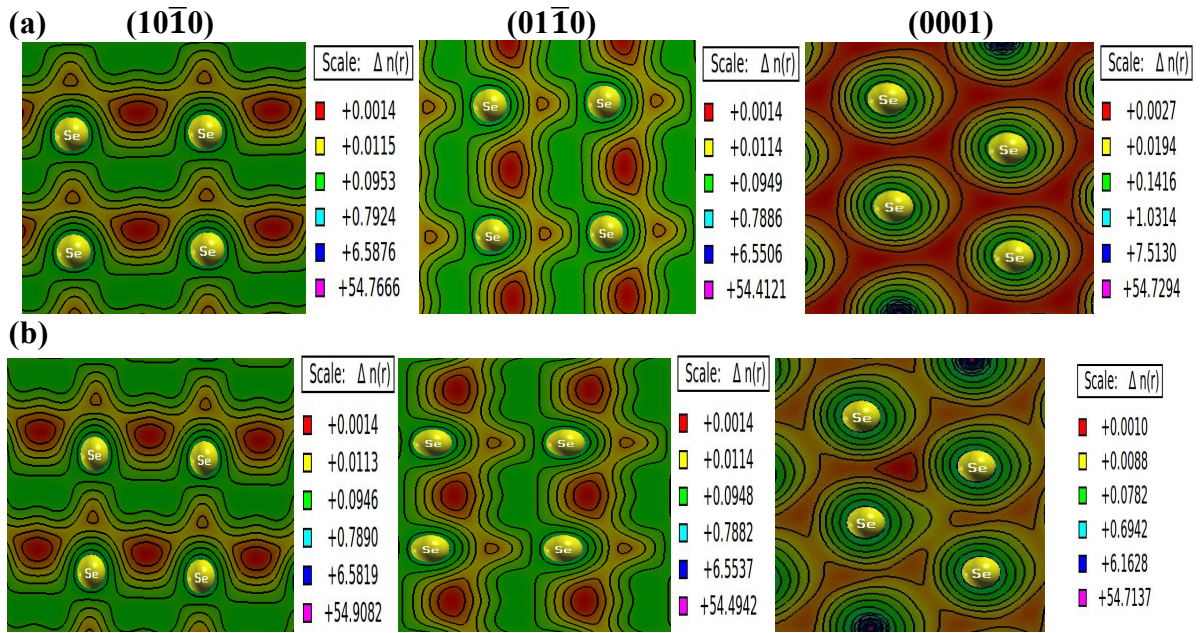 (a) (101̅0) (011̅0) (0001)
Scale: Δ n(r)
+0.0014
+0.0115
+0.0953
+0.7924
+6.5876
+54.7666
Se Se
Se Se
Scale: Δ n(r)
+0.0014
+0.0114
+0.0949
+0.7886
+6.5506
+54.4121
Se Se
Se Se
Scale: Δ n(r)
+0.0027
+0.0194
+0.1416
+1.0314
+7.5130
+54.7294
Se
Se
Se
Se
(b)
Scale: Δ n(r)
+0.0014
+0.0113
+0.0946
+0.7890
+6.5819
+54.9082
Se Se
Se Se
Scale: Δ n(r)
+0.0014
+0.0114
+0.0948
+0.7882
+6.5537
+54.4942
Se Se
Se Se
Scale: Δ n(r)
+0.0010
+0.0088
+0.0782
+0.6942
+6.1628
+54.7137
Se
Se
Se
Se